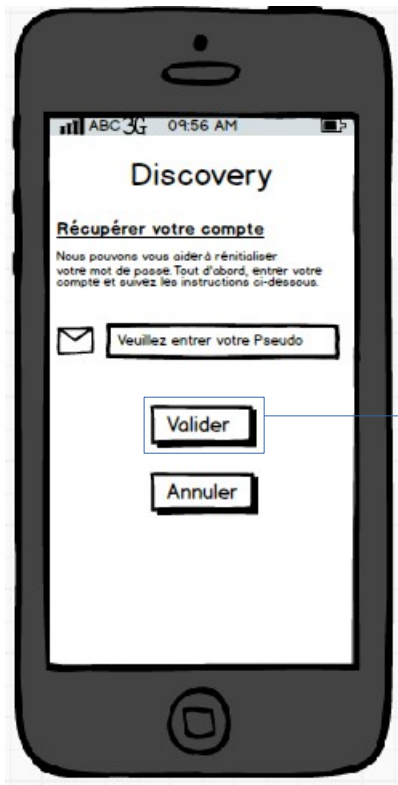 ABC 3G 09:56 AM
Discovery
Récupérer votre compte
Nous pouvons vous aider à rénitialiser
votre mot de passe. Tout d'abord, entrer votre
compte et suivez les instructions ci-dessous.
Veuillez entrer votre Pseudo
Valider
Annuler